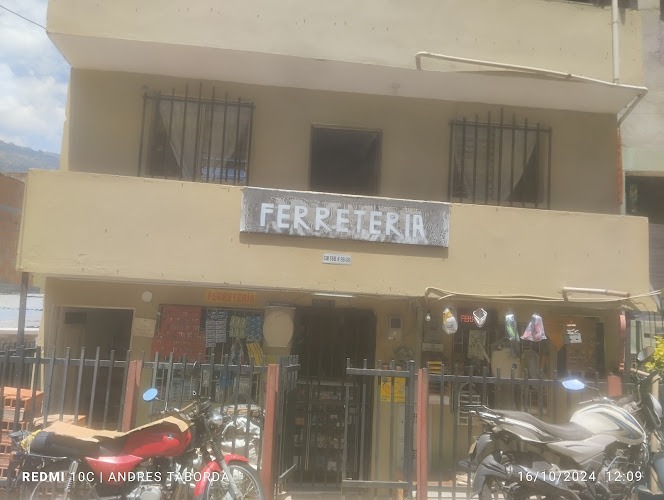 FERRETERIA
FERRETERIA
REDMI 10C | ANDRES TABORDA
16/10/2024 12:09